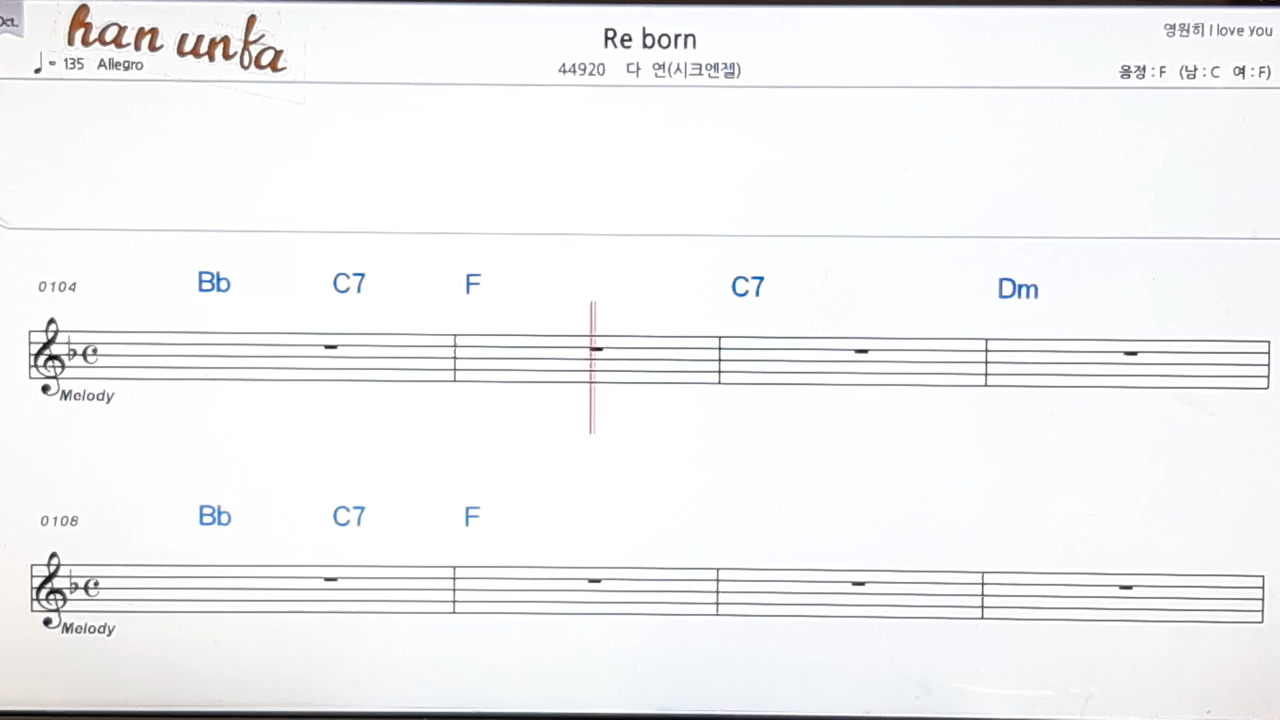 Oct.
han unba
♩= 135 Allegro
Re born
44920 다 연(시크엔젤)
영원히 I love you
음정 : F (남 : C 여 : F)
0104 Bb C7 F C7 Dm
Melody
0108 Bb C7 F
Melody